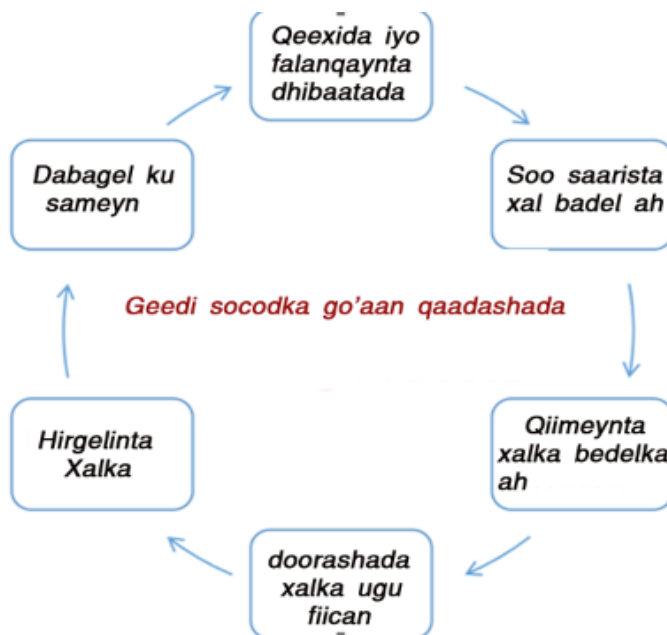 Qeexida iyo
falanqaynta
dhibaatada
Dabagel ku
sameyn
Soo saarista
xal badel ah
Geedi socodka go'aan qaadashada
Hirgelinta
Xalka
Qiimeynta
xalka bedelka
ah
doorashada
xalka ugu
fiican